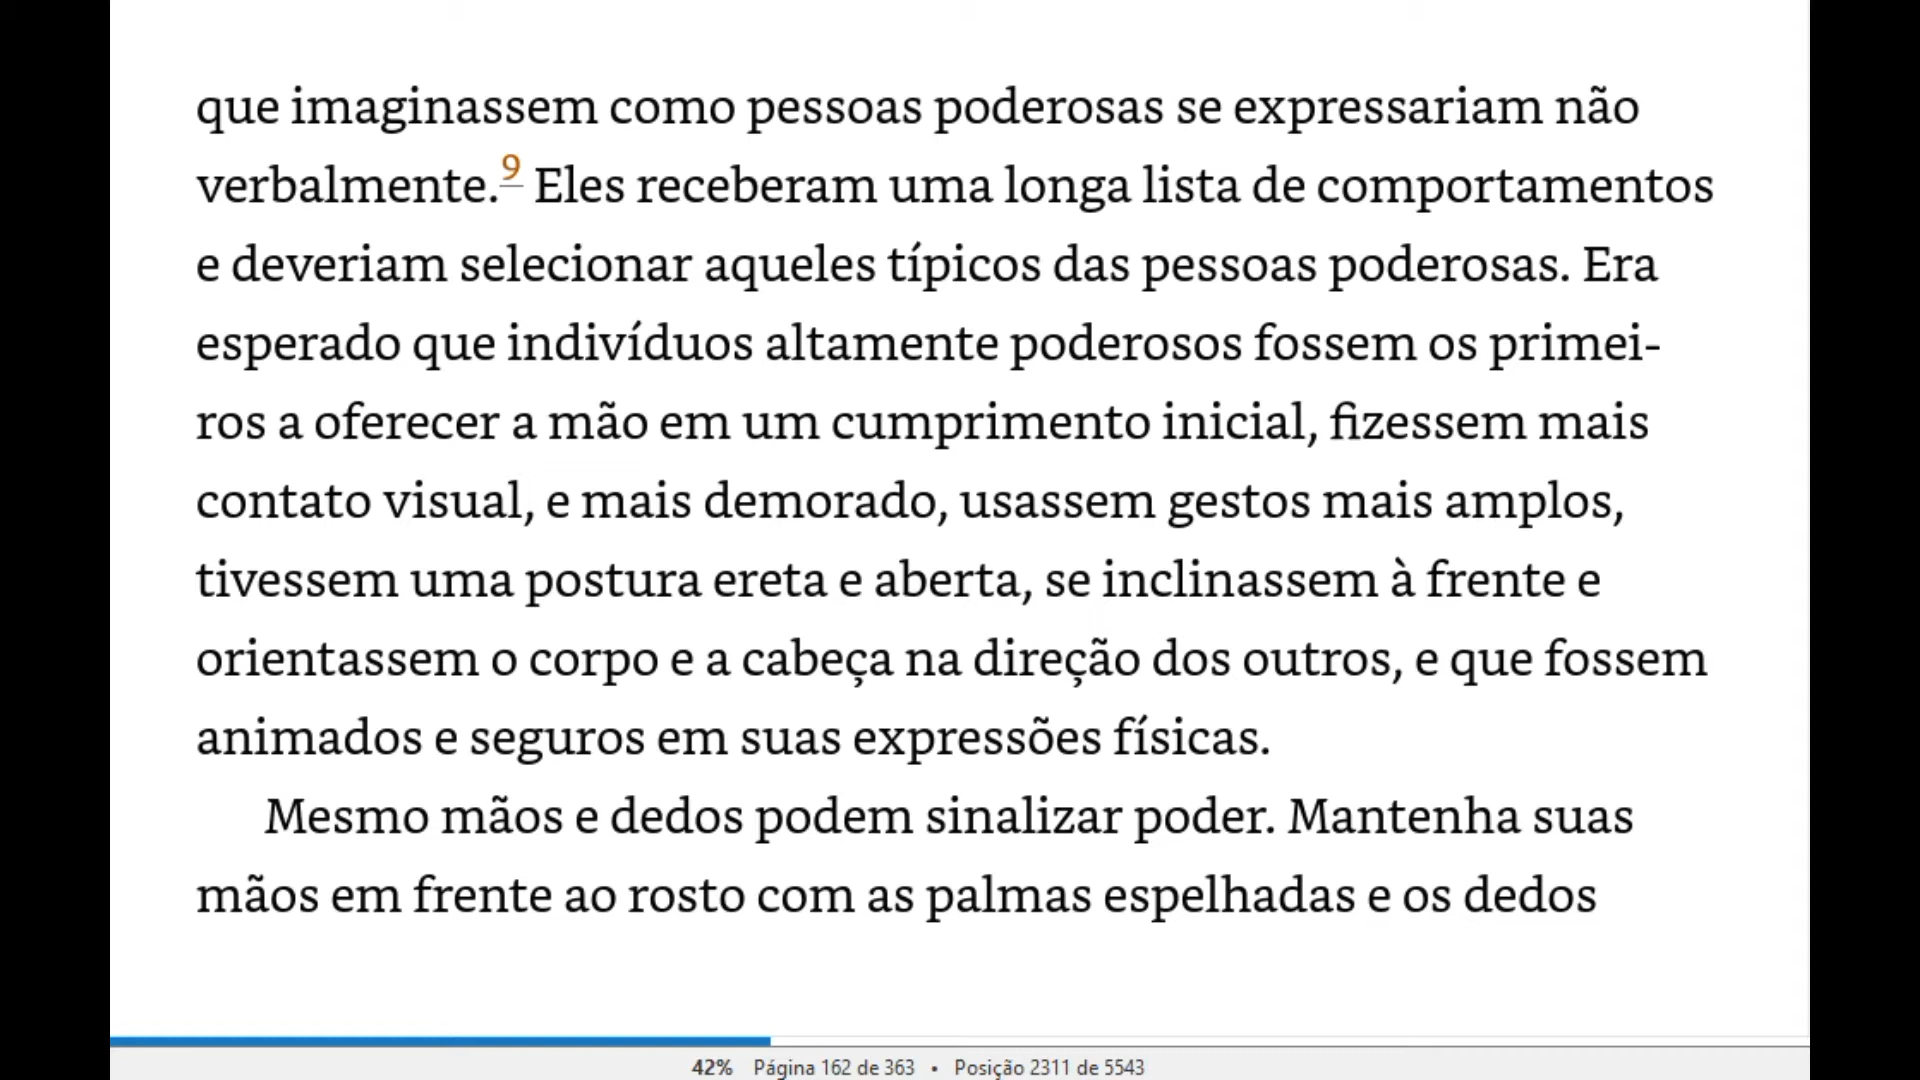 que imaginassem como pessoas poderosas se expressariam não
verbalmente.9 Eles receberam uma longa lista de comportamentos
e deveriam selecionar aqueles típicos das pessoas poderosas. Era
esperado que indivíduos altamente poderosos fossem os primei-
ros a oferecer a mão em um cumprimento inicial, fizessem mais
contato visual, e mais demorado, usassem gestos mais amplos,
tivessem uma postura ereta e aberta, se inclinassem à frente e
orientassem o corpo e a cabeça na direção dos outros, e que fossem
animados e seguros em suas expressões físicas.
Mesmo mãos e dedos podem sinalizar poder. Mantenha suas
mãos em frente ao rosto com as palmas espelhadas e os dedos
42% Página 162 de 363 • Posição 2311 de 5543